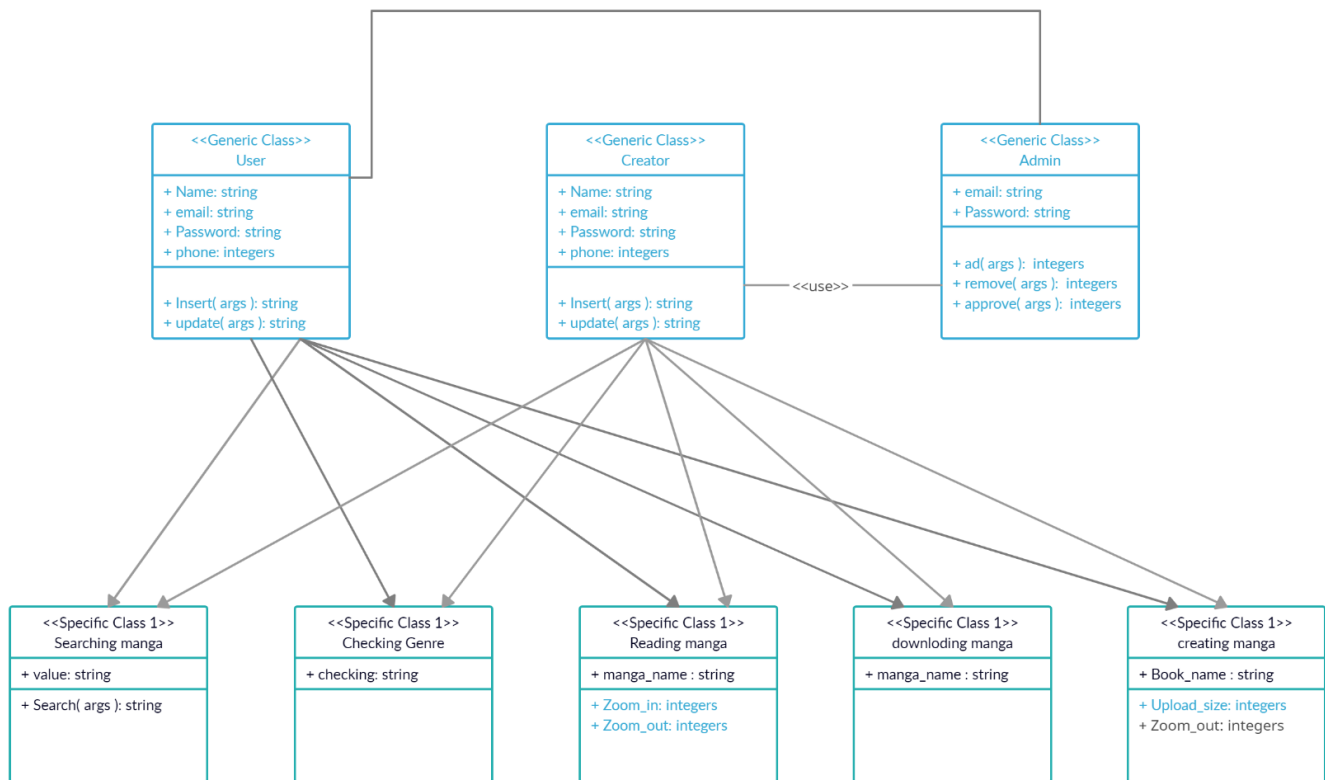 <<Generic Class>>
User
+ Name: string
+ email: string
+ Password: string
+ phone: integers
+ Insert( args ): string
+ update( args ): string
<<Generic Class>>
Creator
+ Name: string
+ email: string
+ Password: string
+ phone: integers
+ Insert( args ): string
+ update( args ): string
<<use>>
<<Generic Class>>
Admin
+ email: string
+ Password: string
+ ad( args ):  integers
+ remove( args ):  integers
+ approve( args ):  integers
<<Specific Class 1>>
Searching manga
+ value: string
+ Search( args ): string
<<Specific Class 1>>
Checking Genre
+ checking: string
<<Specific Class 1>>
Reading manga
+ manga_name : string
+ Zoom_in: integers
+ Zoom_out: integers
<<Specific Class 1>>
downloding manga
+ manga_name : string
<<Specific Class 1>>
creating manga
+ Book_name : string
+ Upload_size: integers
+ Zoom_out: integers